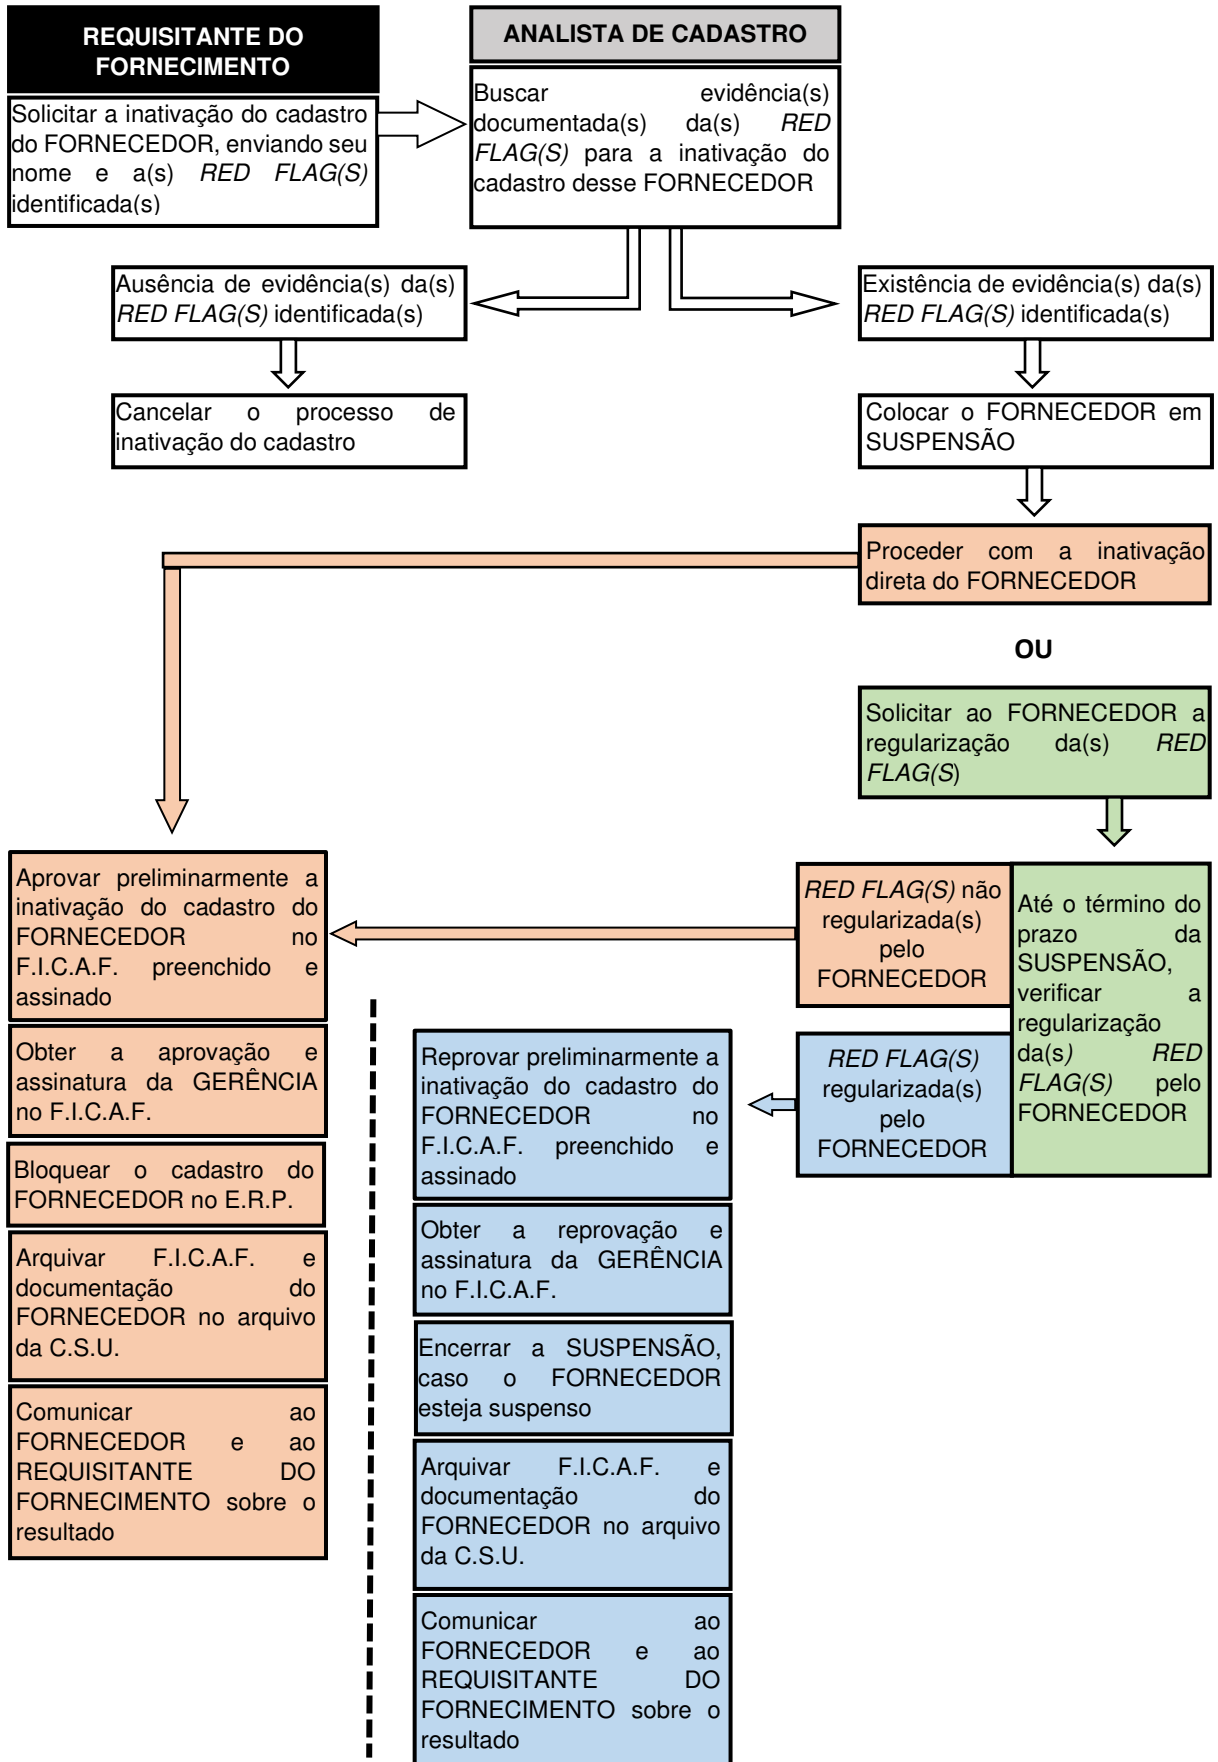 REQUISITANTE DO
FORNECIMENTO
Solicitar a inativação do cadastro
do FORNECEDOR, enviando seu
nome e a(s) RED FLAG(S)
identificada(s)
ANALISTA DE CADASTRO
Buscar evidência(s)
documentada(s) da(s) RED
FLAG(S) para a inativação do
cadastro desse FORNECEDOR
Ausência de evidência(s) da(s)
RED FLAG(S) identificada(s)
Existência de evidência(s) da(s)
RED FLAG(S) identificada(s)
Cancelar o processo de
inativação do cadastro
Colocar o FORNECEDOR em
SUSPENSÃO
Proceder com a inativação
direta do FORNECEDOR
OU
Solicitar ao FORNECEDOR a
regularização da(s) RED
FLAG(S)
Aprovar preliminarmente a
inativação do cadastro do
FORNECEDOR no
F.I.C.A.F. preenchido e
assinado
RED FLAG(S) não
regularizada(s)
pelo
FORNECEDOR
Até o término do
prazo da
SUSPENSÃO,
verificar a
regularização
da(s) RED
FLAG(S) pelo
FORNECEDOR
Obter a aprovação e
assinatura da GERÊNCIA
no F.I.C.A.F.
Reprovar preliminarmente a
inativação do cadastro do
FORNECEDOR no
F.I.C.A.F. preenchido e
assinado
RED FLAG(S)
regularizada(s)
pelo
FORNECEDOR
Bloquear o cadastro do
FORNECEDOR no E.R.P.
Arquivar F.I.C.A.F. e
documentação do
FORNECEDOR no arquivo
da C.S.U.
Obter a reprovação e
assinatura da GERÊNCIA
no F.I.C.A.F.
Encerrar a SUSPENSÃO,
caso o FORNECEDOR
esteja suspenso
Comunicar ao
FORNECEDOR e ao
REQUISITANTE DO
FORNECIMENTO sobre o
resultado
Arquivar F.I.C.A.F. e
documentação do
FORNECEDOR no arquivo
da C.S.U.
Comunicar ao
FORNECEDOR e ao
REQUISITANTE DO
FORNECIMENTO sobre o
resultado